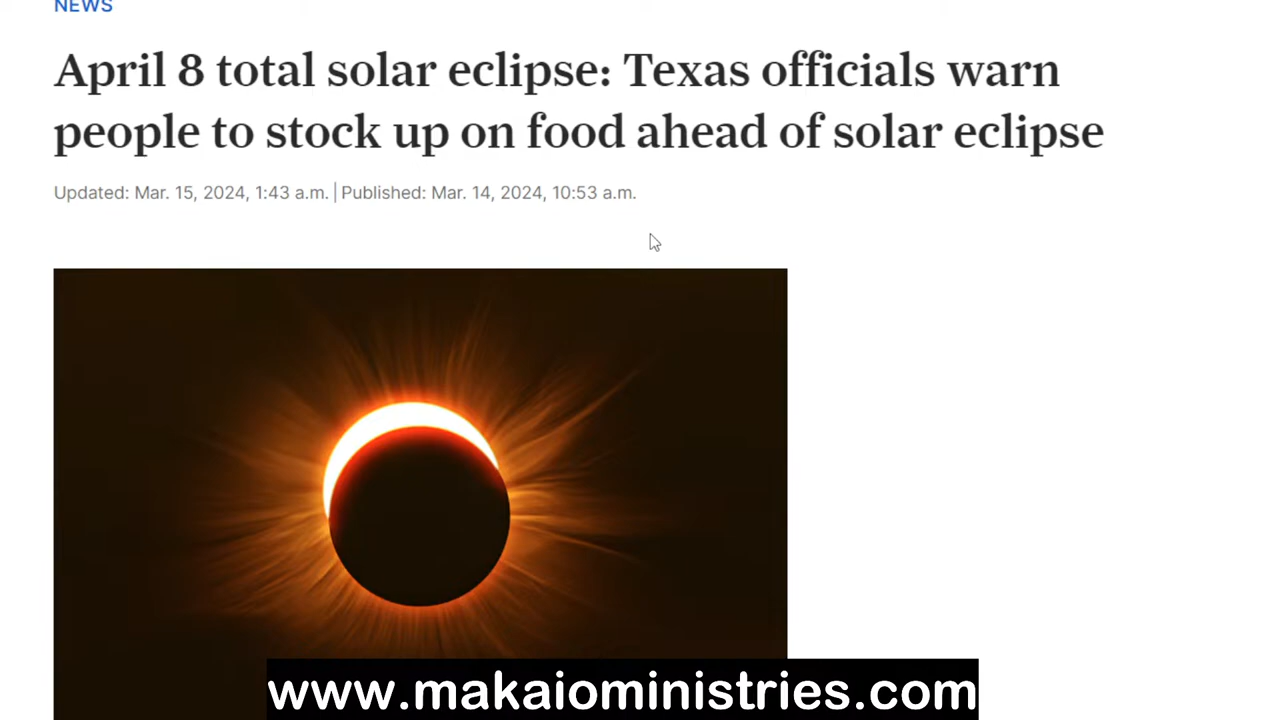 NEWS
April 8 total solar eclipse: Texas officials warn
people to stock up on food ahead of solar eclipse
Updated: Mar. 15, 2024, 1:43 a.m. | Published: Mar. 14, 2024, 10:53 a.m.
www.makaioministries.com